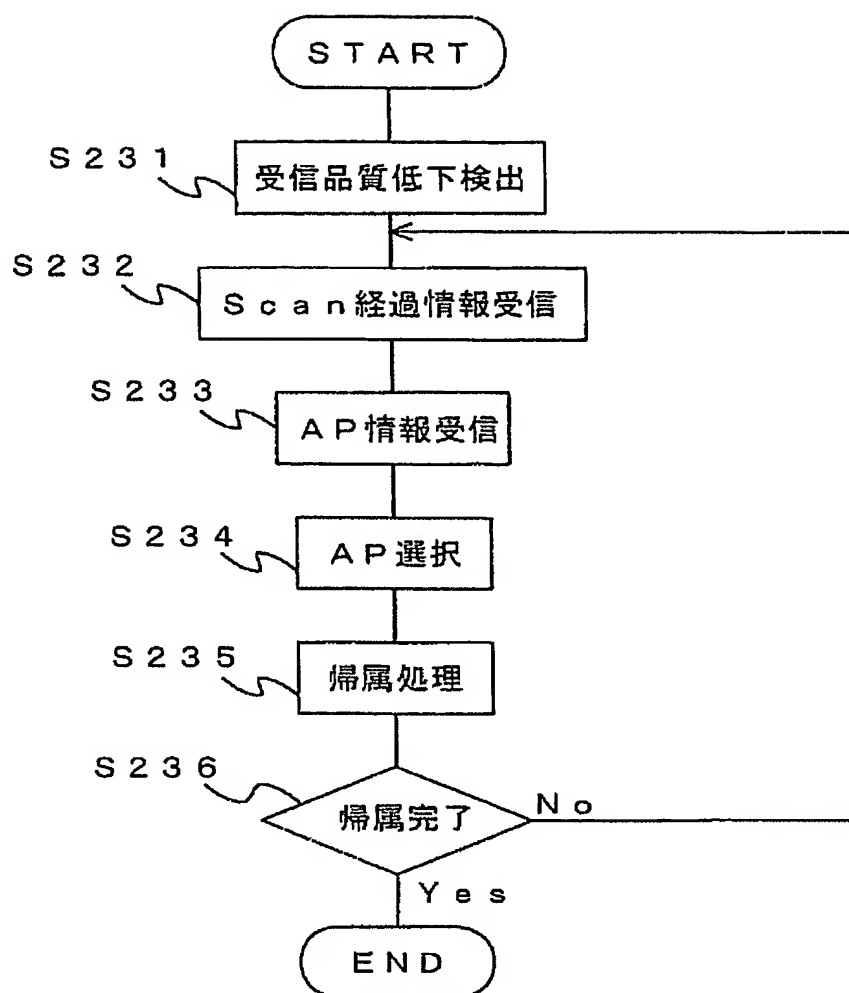 START
S231
受信品質低下検出
S232
Scan経過情報受信
S233
AP情報受信
S234
AP選択
S235
帰属処理
S236
帰属完了
No
Yes
END